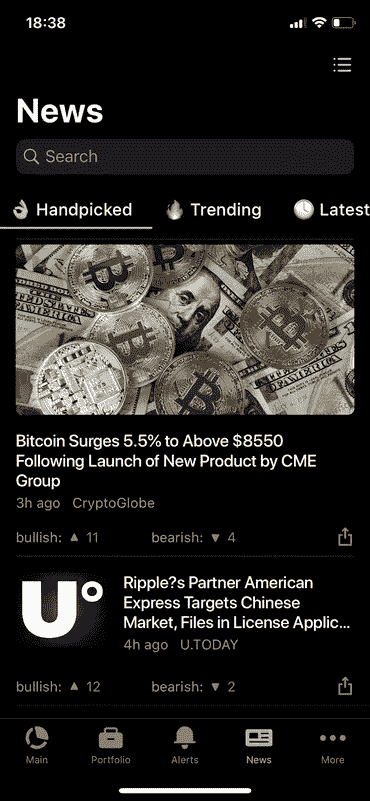 18:38
News
Search
Handpicked
Trending
Latest
Bitcoin Surges 5.5% to Above $8550
Following Launch of New Product by CME
Group
3h ago CryptoGlobe
bullish: ▲ 11 bearish: ▼ 4
U°
Ripple?s Partner American
Express Targets Chinese
Market, Files in License Applic...
4h ago U.TODAY
bullish: ▲ 12 bearish: ▼ 2
Main
Portfolio
Alerts
News
More